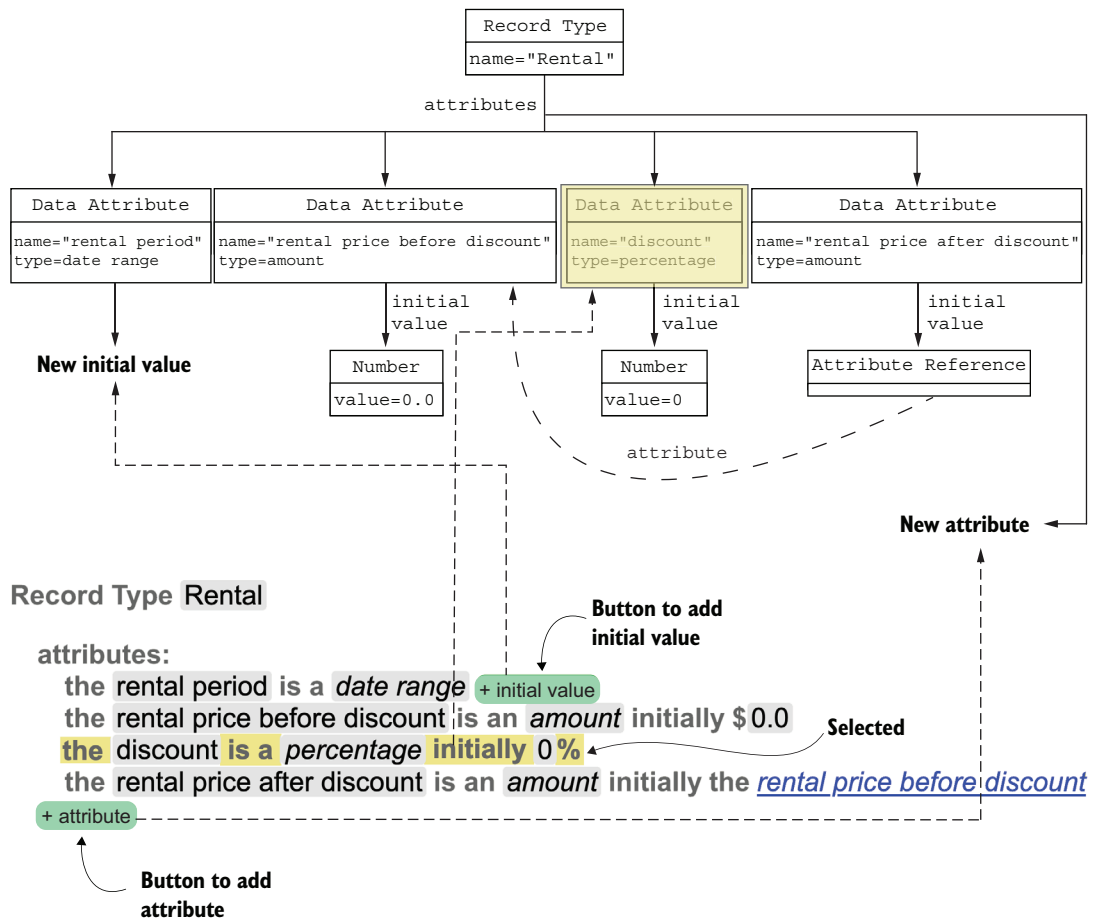 Record Type
name="Rental"
attributes
Data Attribute
name="rental period"
type=date range
Data Attribute
name="rental price before discount"
type=amount
Data Attribute
name="discount"
type=percentage
Data Attribute
name="rental price after discount"
type=amount
New initial value
initial
value
Number
value=0.0
initial
value
Number
value=0
initial
value
Attribute Reference
attribute
New attribute
Record Type Rental
Button to add
initial value
attributes:
the rental period is a date range + initial value
the rental price before discount is an amount initially $0.0
Selected
the discount is a percentage initially 0%
the rental price after discount is an amount initially the rental price before discount
+ attribute
Button to add
attribute